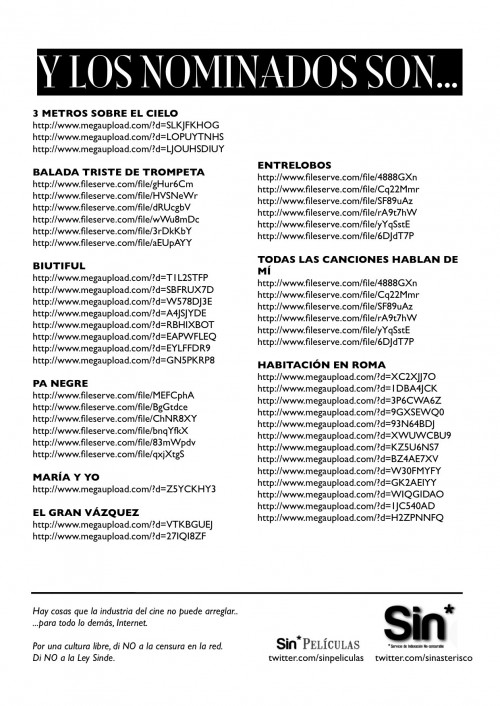 Y LOS NOMINADOS SON...
3 METROS SOBRE EL CIELO
http://www.megaupload.com/?d=SLKJFKHOG
http://www.megaupload.com/?d=LOPUYTNHS
http://www.megaupload.com/?d=LJOUHSDIUY
BALADA TRISTE DE TROMPETA
http://www.fileserve.com/file/gHur6Cm
http://www.fileserve.com/file/HVSNeWr
http://www.fileserve.com/file/dRUcgbV
http://www.fileserve.com/file/wWu8mDc
http://www.fileserve.com/file/3rDkKbY
http://www.fileserve.com/file/aEUpAYY
BIUTIFUL
http://www.megaupload.com/?d=T1L2STFP
http://www.megaupload.com/?d=SBFRUX7D
http://www.megaupload.com/?d=W578DJ3E
http://www.megaupload.com/?d=A4JSJYDE
http://www.megaupload.com/?d=RBHIXBOT
http://www.megaupload.com/?d=EAPWFLEQ
http://www.megaupload.com/?d=EYLFFDR9
http://www.megaupload.com/?d=GN5PKRP8
PA NEGRE
http://www.fileserve.com/file/MEFCphA
http://www.fileserve.com/file/BgGtdce
http://www.fileserve.com/file/ChNR8XY
http://www.fileserve.com/file/bnqYfkX
http://www.fileserve.com/file/83mWpdv
http://www.fileserve.com/file/qxjXtgS
MARÍA Y YO
http://www.megaupload.com/?d=Z5YCKHY3
EL GRAN VÁZQUEZ
http://www.megaupload.com/?d=VTKBGUEJ
http://www.megaupload.com/?d=27IQI8ZF
ENTRELOBOS
http://www.fileserve.com/file/4888GXn
http://www.fileserve.com/file/Cq22Mmr
http://www.fileserve.com/file/SF89uAz
http://www.fileserve.com/file/rA9t7hW
http://www.fileserve.com/file/yYqSstE
http://www.fileserve.com/file/6DJdT7P
TODAS LAS CANCIONES HABLAN DE
MÍ
http://www.fileserve.com/file/4888GXn
http://www.fileserve.com/file/Cq22Mmr
http://www.fileserve.com/file/SF89uAz
http://www.fileserve.com/file/rA9t7hW
http://www.fileserve.com/file/yYqSstE
http://www.fileserve.com/file/6DJdT7P
HABITACIÓN EN ROMA
http://www.megaupload.com/?d=XC2XJJ7O
http://www.megaupload.com/?d=1DBA4JCK
http://www.megaupload.com/?d=3P6CWA6Z
http://www.megaupload.com/?d=9GXSEWQ0
http://www.megaupload.com/?d=93N64BDJ
http://www.megaupload.com/?d=XWUWCBU9
http://www.megaupload.com/?d=KZ5U6NS7
http://www.megaupload.com/?d=BZ4AE7XV
http://www.megaupload.com/?d=W30FMYFY
http://www.megaupload.com/?d=GK2AEIYY
http://www.megaupload.com/?d=WIQGIDAO
http://www.megaupload.com/?d=1JC540AD
http://www.megaupload.com/?d=H2ZPNNFQ
Hay cosas que la industria del cine no puede arreglar..
...para todo lo demás, Internet.
Por una cultura libre, di NO a la censura en la red.
Di NO a la Ley Sinde.
Sin* PELÍCULAS
twitter.com/sinpeliculas
Sin*
* Servicio de Indexación No comercial
twitter.com/sinasterisco